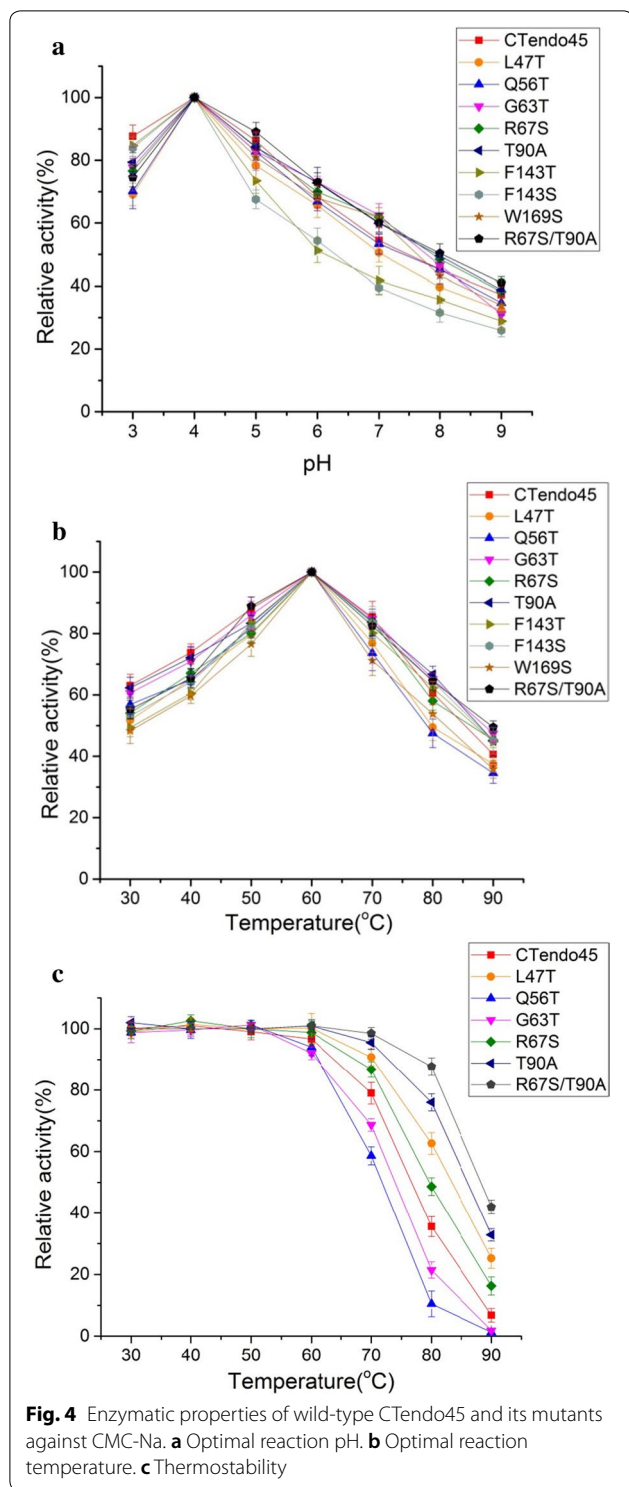 a
CTendo45
L47T
Q56T
G63T
R67S
T90A
F143T
F143S
W169S
R67S/T90A
100
80
60
40
20
0
Relative activity(%)
3 4 5 6 7 8 9
pH
b
CTendo45
L47T
Q56T
G63T
R67S
T90A
F143T
F143S
W169S
R67S/T90A
100
80
60
40
20
0
Relative activity(%)
30 40 50 60 70 80 90
Temperature(°C)
c
CTendo45
L47T
Q56T
G63T
R67S
T90A
R67S/T90A
100
80
60
40
20
0
Relative activity(%)
30 40 50 60 70 80 90
Temperature(°C)
Fig. 4 Enzymatic properties of wild-type CTendo45 and its mutants
against CMC-Na. a Optimal reaction pH. b Optimal reaction
temperature. c Thermostability